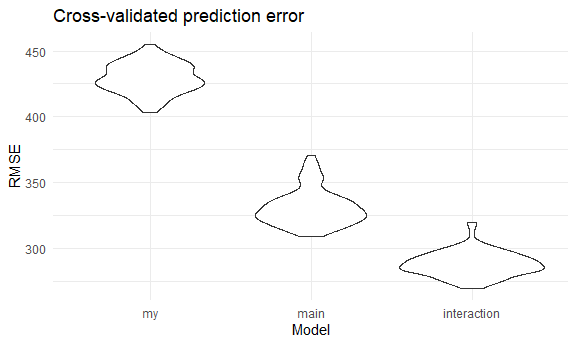 Cross-validated prediction error
450
400
350
300
RMSE
my
main
interaction
Model